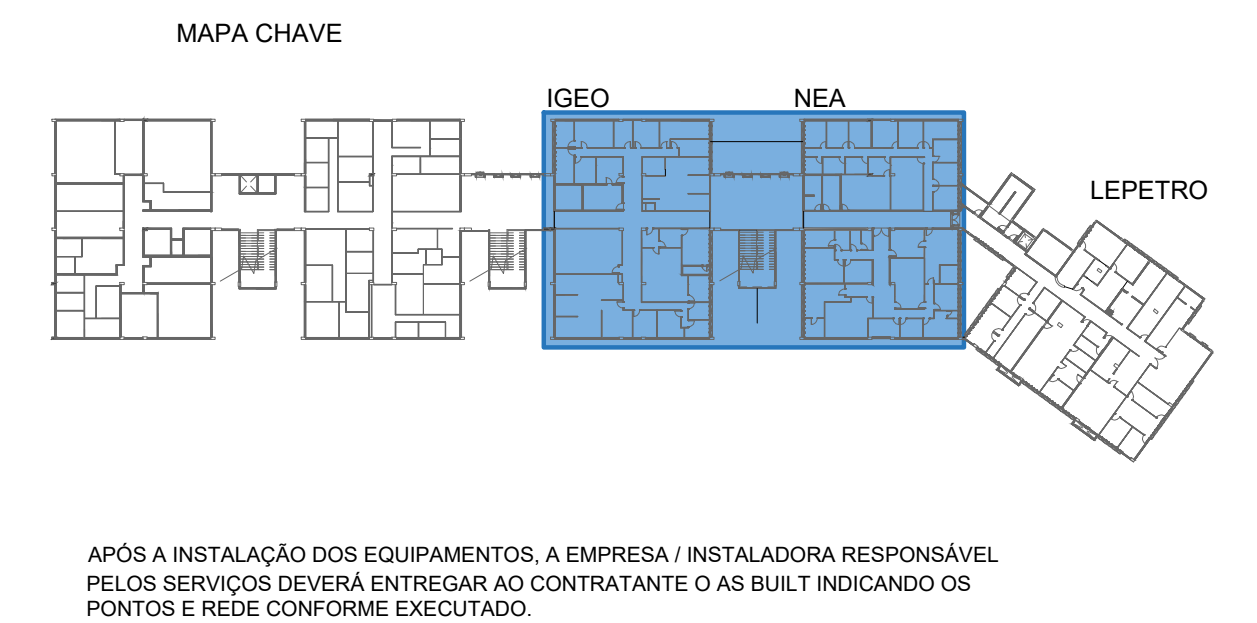 MAPA CHAVE
IGEO
NEA
LEPETRO
APÓS A INSTALAÇÃO DOS EQUIPAMENTOS, A EMPRESA / INSTALADORA RESPONSÁVEL
PELOS SERVIÇOS DEVERÁ ENTREGAR AO CONTRATANTE O AS BUILT INDICANDO OS
PONTOS E REDE CONFORME EXECUTADO.